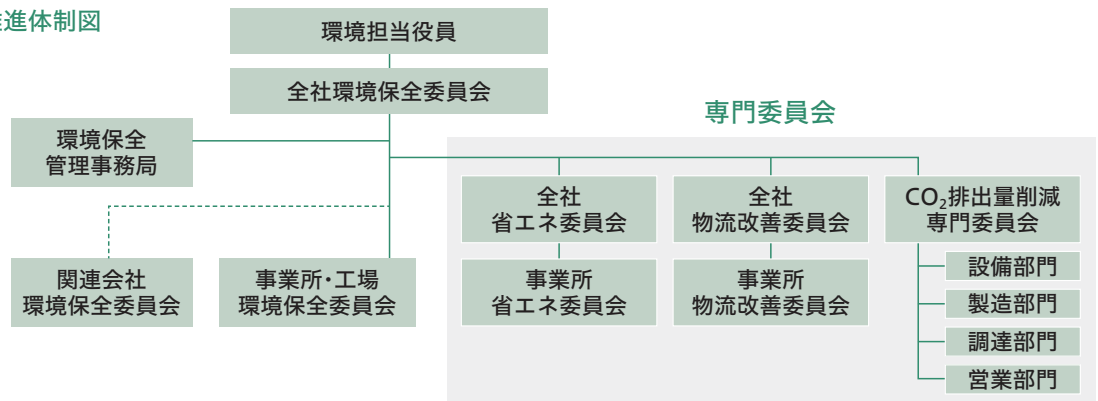 進体制図
環境担当役員
全社環境保全委員会
専門委員会
環境保全
管理事務局
全社
省エネ委員会
全社
物流改善委員会
CO₂排出量削減
専門委員会
関連会社
環境保全委員会
事業所・工場
環境保全委員会
事業所
省エネ委員会
事業所
物流改善委員会
設備部門
製造部門
調達部門
営業部門